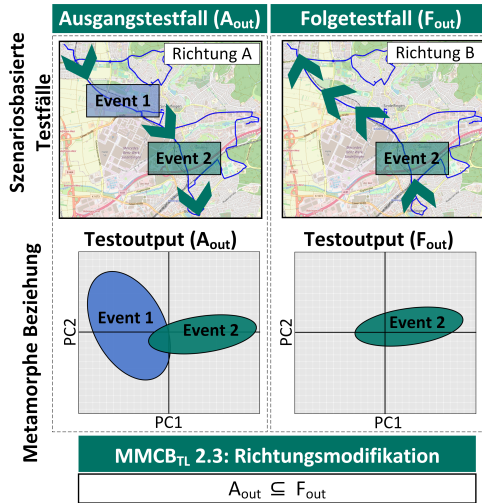 Ausgangstestfall (Aout)
Folgetestfall (Fout)
Szenariosbasierte
Testfälle
Richtung A
Event 1
Event 2
Richtung B
Event 2
Metamorphe Beziehung
Testoutput (Aout)
Testoutput (Fout)
PC2
Event 1
Event 2
PC1
PC2
Event 2
PC1
MMCBTL 2.3: Richtungsmodifikation
Aout ⊆ Fout